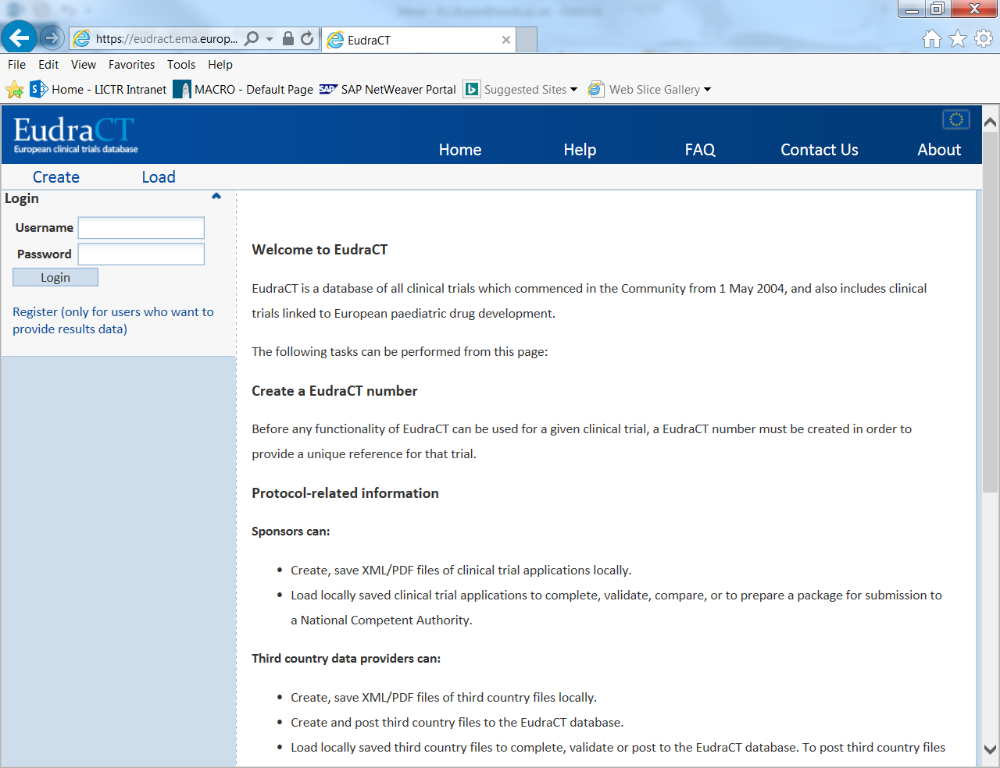 https://eudract.ema.europ...
EudraCT
File Edit View Favorites Tools Help
Home - LICTR Intranet MACRO - Default Page SAP NetWeaver Portal Suggested Sites Web Slice Gallery
EudraCT
European clinical trials database
Home Help FAQ Contact Us About
Create Load
Login
Username
Password
Login
Register (only for users who want to
provide results data)
Welcome to EudraCT
EudraCT is a database of all clinical trials which commenced in the Community from 1 May 2004, and also includes clinical
trials linked to European paediatric drug development.
The following tasks can be performed from this page:
Create a EudraCT number
Before any functionality of EudraCT can be used for a given clinical trial, a EudraCT number must be created in order to
provide a unique reference for that trial.
Protocol-related information
Sponsors can:
• Create, save XML/PDF files of clinical trial applications locally.
• Load locally saved clinical trial applications to complete, validate, compare, or to prepare a package for submission to
a National Competent Authority.
Third country data providers can:
• Create, save XML/PDF files of third country files locally.
• Create and post third country files to the EudraCT database.
• Load locally saved third country files to complete, validate or post to the EudraCT database. To post third country files